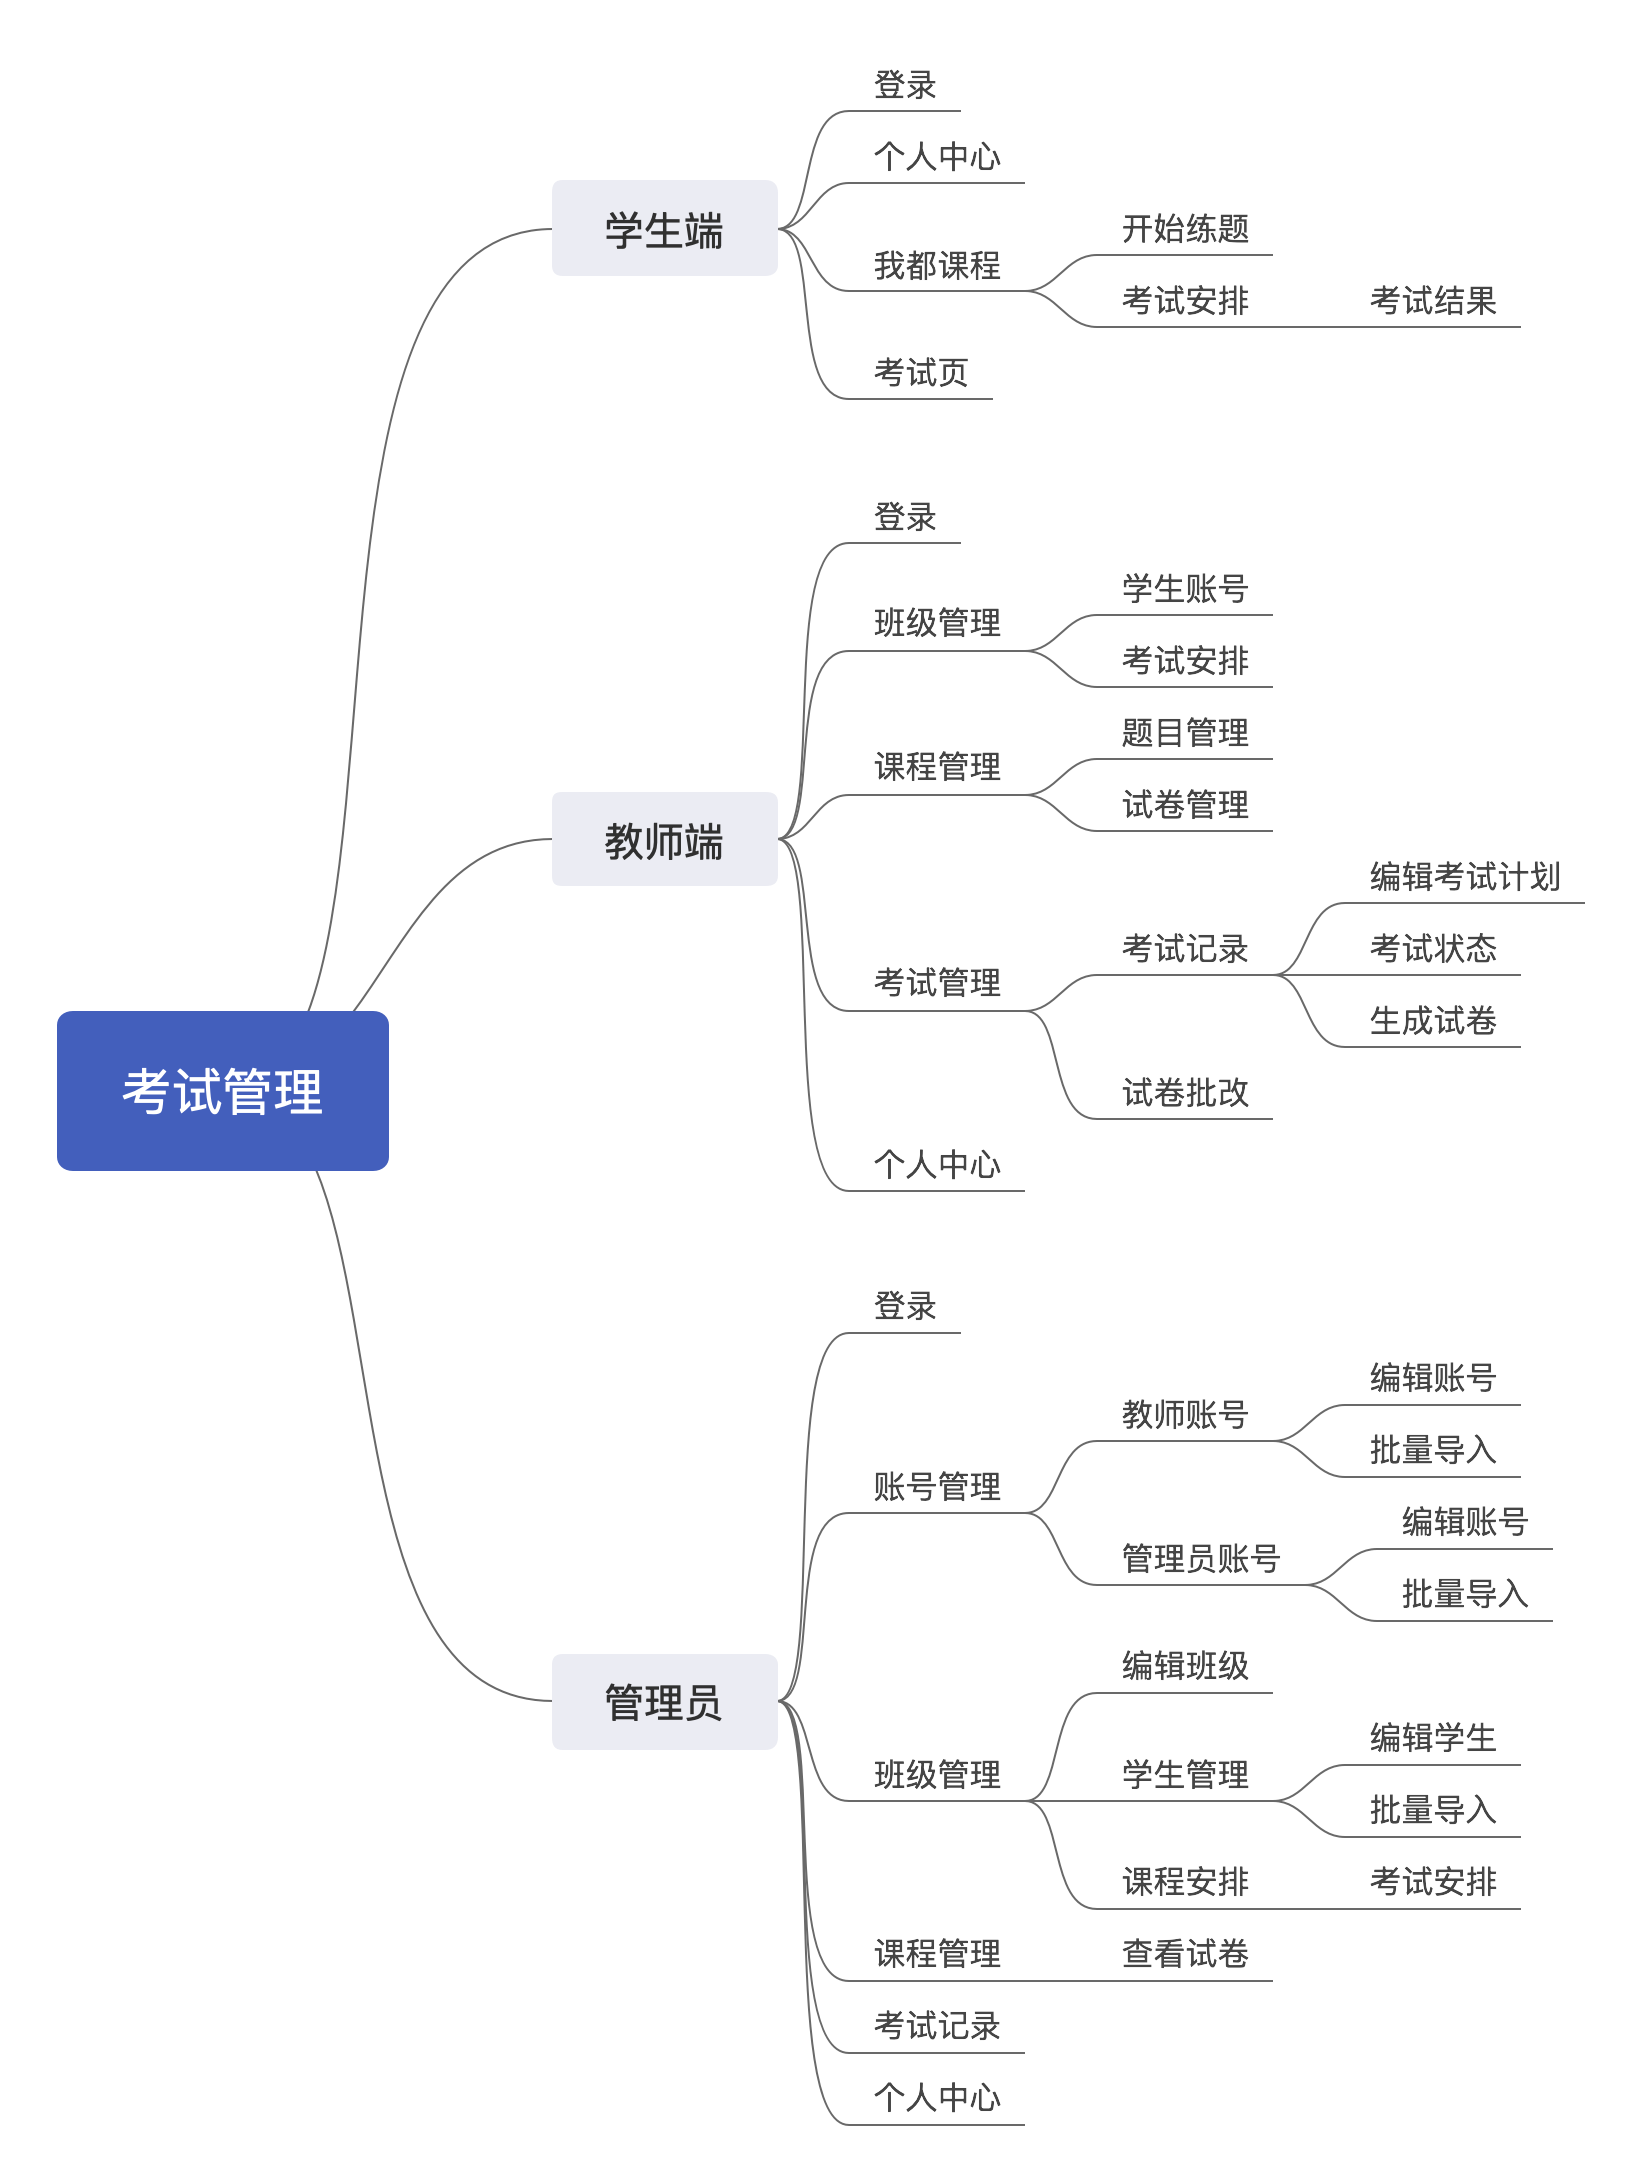 考试管理
学生端
登录
个人中心
我都课程
开始练题
考试安排
考试结果
考试页
教师端
登录
班级管理
学生账号
考试安排
课程管理
题目管理
试卷管理
考试管理
考试记录
编辑考试计划
考试状态
生成试卷
试卷批改
个人中心
管理员
登录
账号管理
教师账号
编辑账号
批量导入
管理员账号
编辑账号
批量导入
班级管理
编辑班级
学生管理
编辑学生
批量导入
课程安排
考试安排
课程管理
查看试卷
考试记录
个人中心